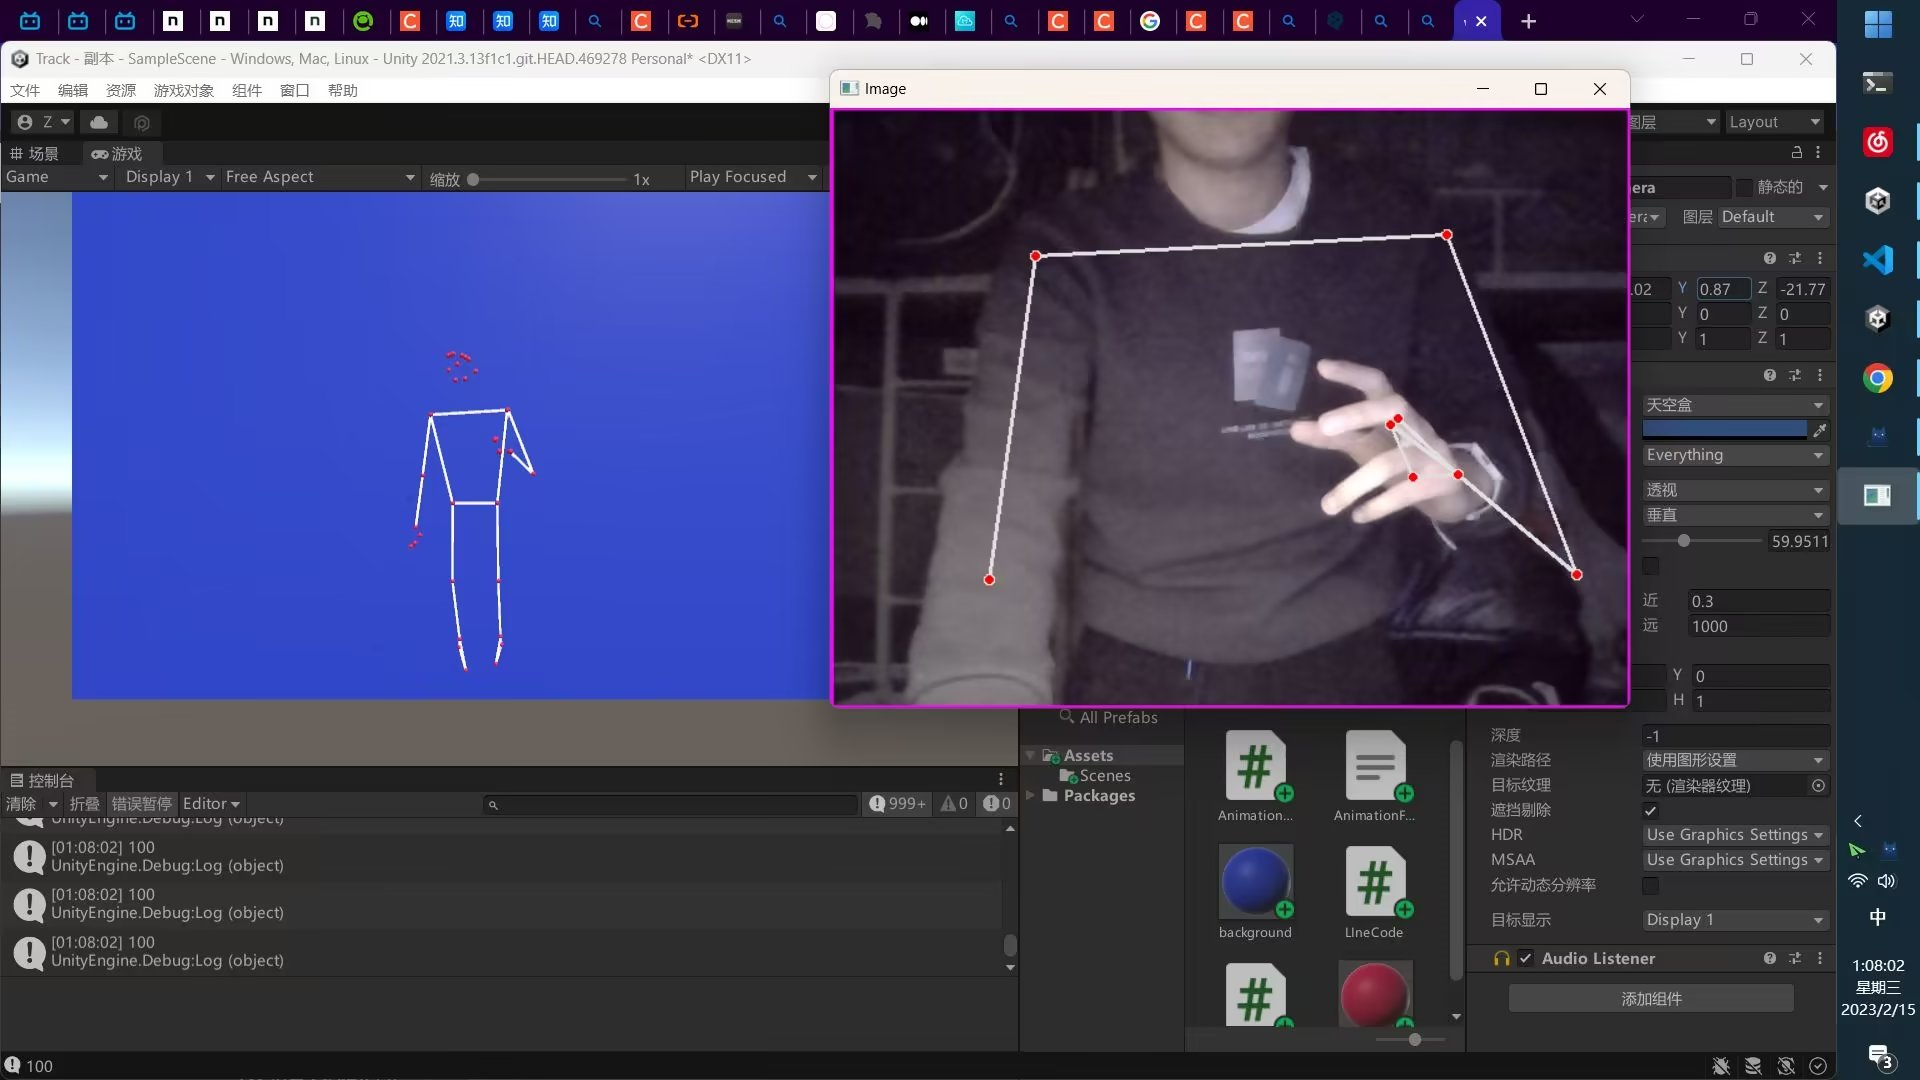 Track - 副本 - SampleScene - Windows, Mac, Linux - Unity 2021.3.13f1c1.git.HEAD.469278 Personal* <DX11>
文件 编辑 资源 游戏对象 组件 窗口 帮助
Image
Z
图层 Layout
场景 游戏
Game Display 1 Free Aspect 缩放 1x Play Focused
era 静态的
图层 Default
.02 Y 0.87 Z -21.77
Y 0 Z 0
Y 1 Z 1
天空盒
Everything
透视
垂直
59.9511
近 0.3
远 1000
Y 0
H 1
深度 -1
渲染路径 使用图形设置
目标纹理 无 (渲染器纹理)
遮挡剔除
HDR Use Graphics Settings
MSAA Use Graphics Settings
允许动态分辨率
目标显示 Display 1
Audio Listener
添加组件
All Prefabs
Assets
Scenes
Packages
Animation...
AnimationF...
background
LIneCode
控制台
清除 折叠 错误暂停 Editor 999+ 0 0
UnityEngine.Debug:Log (object)
[01:08:02] 100
UnityEngine.Debug:Log (object)
[01:08:02] 100
UnityEngine.Debug:Log (object)
[01:08:02] 100
UnityEngine.Debug:Log (object)
100
中
1:08:02
星期三
2023/2/15
3